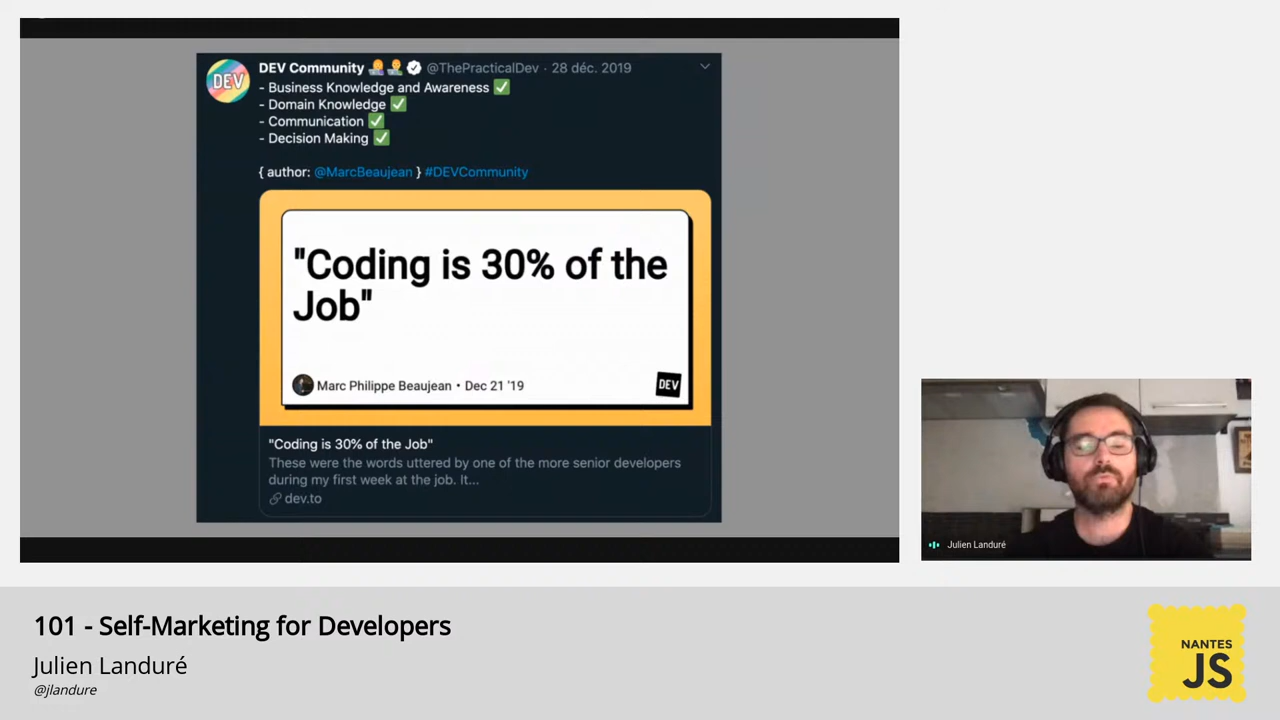 DEV
DEV Community @ThePracticalDev · 28 déc. 2019
- Business Knowledge and Awareness ✅
- Domain Knowledge ✅
- Communication ✅
- Decision Making ✅
{ author: @MarcBeaujean } #DEVCommunity
"Coding is 30% of the
Job"
Marc Philippe Beaujean • Dec 21 '19
DEV
"Coding is 30% of the Job"
These were the words uttered by one of the more senior developers
during my first week at the job. It...
dev.to
Julien Landuré
101 - Self-Marketing for Developers
Julien Landuré
@jlandure
NANTES
JS